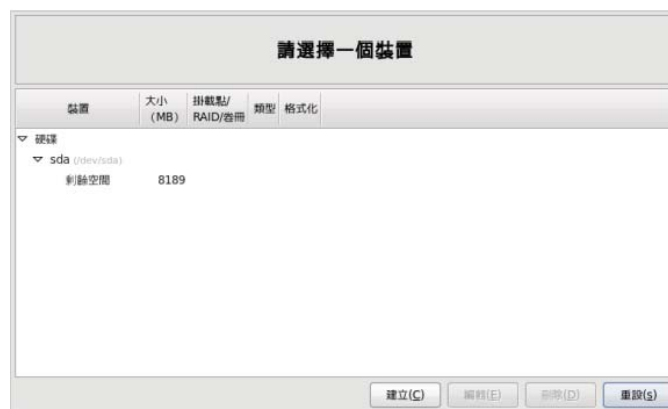 請選擇一個裝置
裝置
大小
(MB)
掛載點/
RAID/卷冊
類型
格式化
硬碟
sda (/dev/sda)
剩餘空間 8189
建立(C) 編輯(E) 刪除(D) 重設(s)